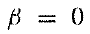 β = 0